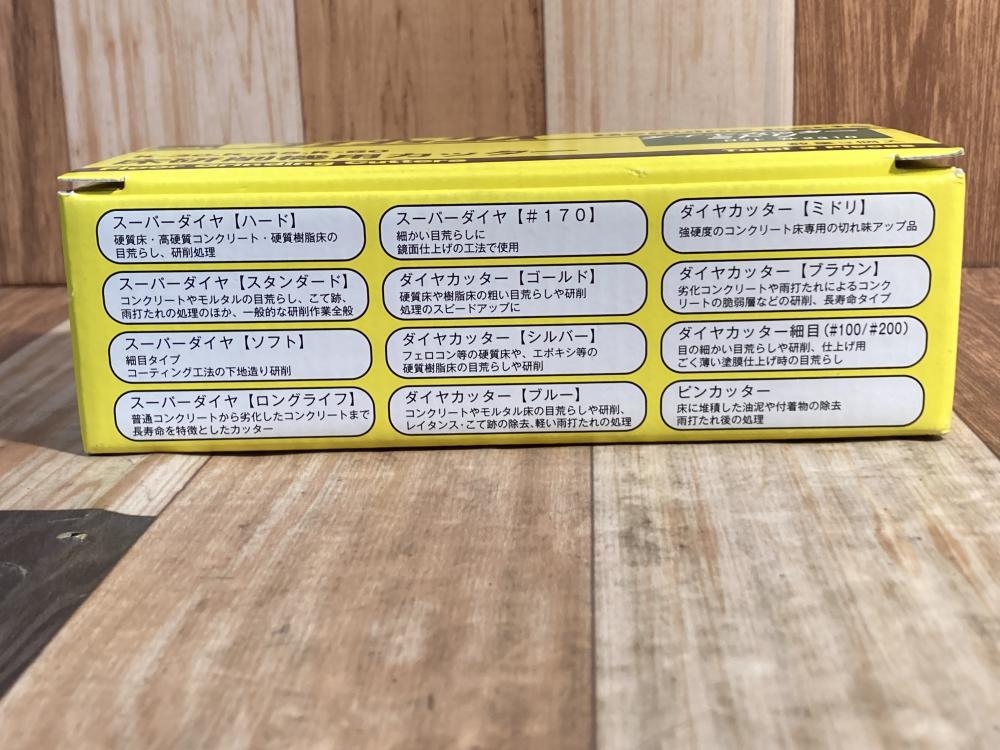 スーパーダイヤ【ハード】
硬質床・高硬質コンクリート・硬質樹脂床の
目荒らし、研削処理
スーパーダイヤ【スタンダード】
コンクリートやモルタルの目荒らし、こて跡、
雨打たれの処理のほか、一般的な研削作業全般
スーパーダイヤ【ソフト】
細目タイプ
コーティング工法の下地造り研削
スーパーダイヤ【ロングライフ】
普通コンクリートから劣化したコンクリートまで
長寿命を特徴としたカッター
スーパーダイヤ【＃１７０】
細かい目荒らしに
鏡面仕上げの工法で使用
ダイヤカッター【ゴールド】
硬質床や樹脂床の粗い目荒らしや研削
処理のスピードアップに
ダイヤカッター【シルバー】
フェロコン等の硬質床や、エポキシ等の
硬質樹脂床の目荒らしや研削
ダイヤカッター【ブルー】
コンクリートやモルタル床の目荒らしや研削、
レイタンス・こて跡の除去、軽い雨打たれの処理
ダイヤカッター【ミドリ】
強硬度のコンクリート床専用の切れ味アップ品
ダイヤカッター【ブラウン】
劣化コンクリートや雨打たれによるコンク
リートの脆弱層などの研削、長寿命タイプ
ダイヤカッター細目(#100/#200)
目の細かい目荒らしや研削、仕上げ用
ごく薄い塗膜仕上げ時の目荒らし
ピンカッター
床に堆積した油泥や付着物の除去
雨打たれ後の処理